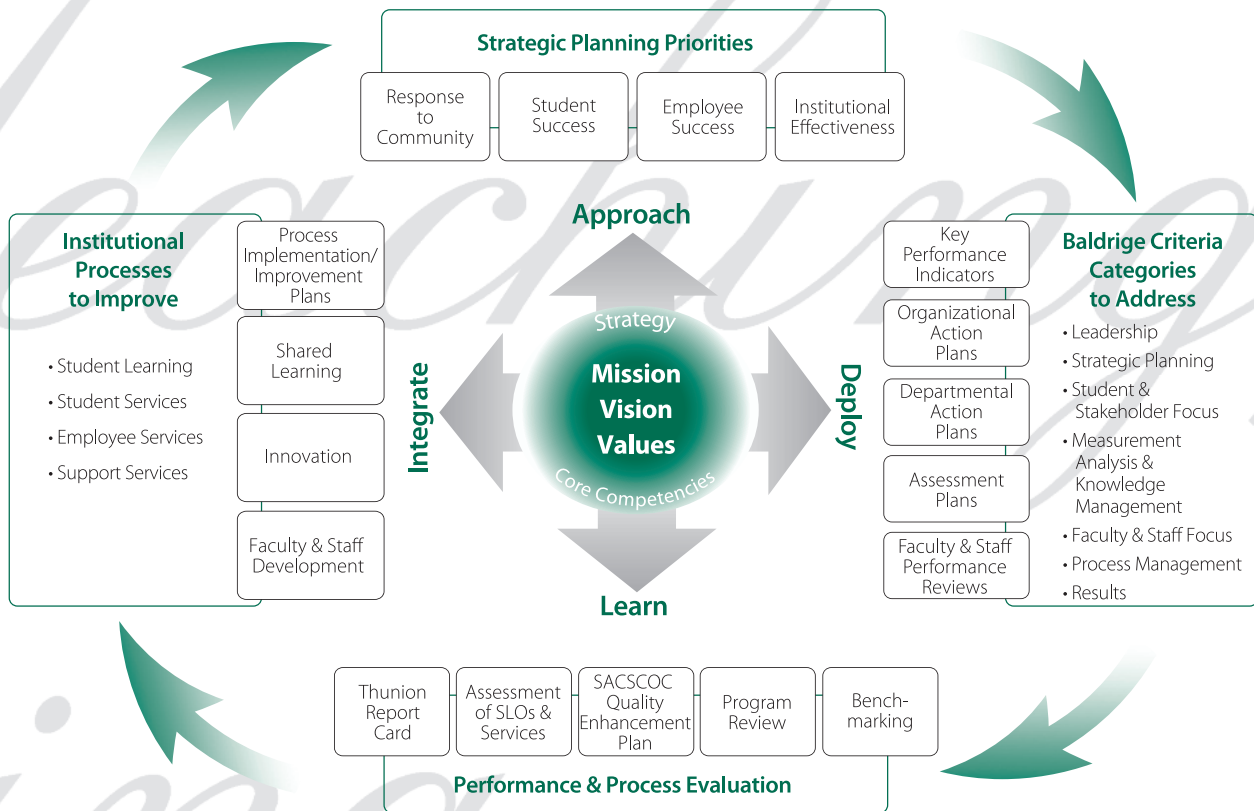 Strategic Planning Priorities
Response
to
Community
Student
Success
Employee
Success
Institutional
Effectiveness
Institutional
Processes
to Improve
• Student Learning
• Student Services
• Employee Services
• Support Services
Process
Implementation/
Improvement
Plans
Shared
Learning
Innovation
Faculty & Staff
Development
Approach
Integrate
Strategy
Mission
Vision
Values
Core Competencies
Deploy
Learn
Key
Performance
Indicators
Organizational
Action
Plans
Departmental
Action
Plans
Assessment
Plans
Faculty & Staff
Performance
Reviews
Baldrige Criteria
Categories
to Address
• Leadership
• Strategic Planning
• Student &
Stakeholder Focus
• Measurement
Analysis &
Knowledge
Management
• Faculty & Staff Focus
• Process Management
• Results
Thunion
Report
Card
Assessment
of SLOs &
Services
SACSCOC
Quality
Enhancement
Plan
Program
Review
Bench-
marking
Performance & Process Evaluation